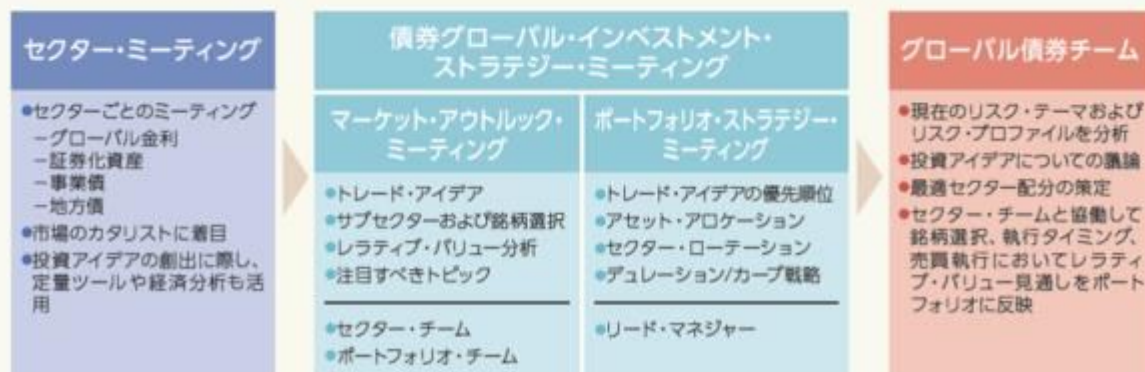 セクター・ミーティング
●セクターごとのミーティング
－グローバル金利
－証券化資産
－事業債
－地方債
●市場のカタリストに着目
●投資アイデアの創出に際し、
定量ツールや経済分析も活
用
債券グローバル・インベストメント・
ストラテジー・ミーティング
マーケット・アウトルック・
ミーティング
●トレード・アイデア
●サブセクターおよび銘柄選択
●レラティブ・バリュー分析
●注目すべきトピック
●セクター・チーム
●ポートフォリオ・チーム
ポートフォリオ・ストラテジー・
ミーティング
●トレード・アイデアの優先順位
●アセット・アロケーション
●セクター・ローテーション
●デュレーション/カーブ戦略
●リード・マネジャー
グローバル債券チーム
●現在のリスク・テーマおよび
リスク・プロファイルを分析
●投資アイデアについての議論
●最適セクター配分の策定
●セクター・チームと協働して
銘柄選択、執行タイミング、
売買執行においてレラティ
ブ・バリュー見通しをポート
フォリオに反映